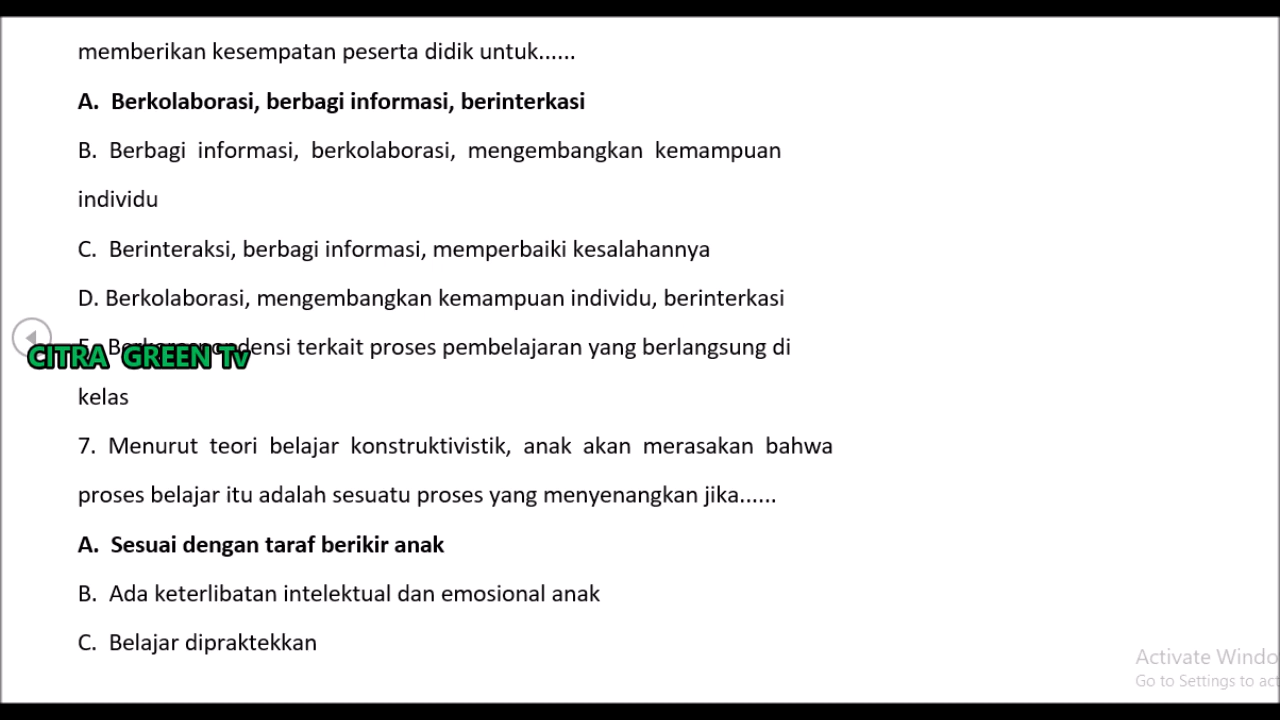 memberikan kesempatan peserta didik untuk......
A. Berkolaborasi, berbagi informasi, berinterkasi
B. Berbagi informasi, berkolaborasi, mengembangkan kemampuan
individu
C. Berinteraksi, berbagi informasi, memperbaiki kesalahannya
D. Berkolaborasi, mengembangkan kemampuan individu, berinterkasi
E. Berkorespondensi terkait proses pembelajaran yang berlangsung di
CITRA GREEN Tv
kelas
7. Menurut teori belajar konstruktivistik, anak akan merasakan bahwa
proses belajar itu adalah sesuatu proses yang menyenangkan jika......
A. Sesuai dengan taraf berikir anak
B. Ada keterlibatan intelektual dan emosional anak
C. Belajar dipraktekkan
Activate Windo
Go to Settings to act